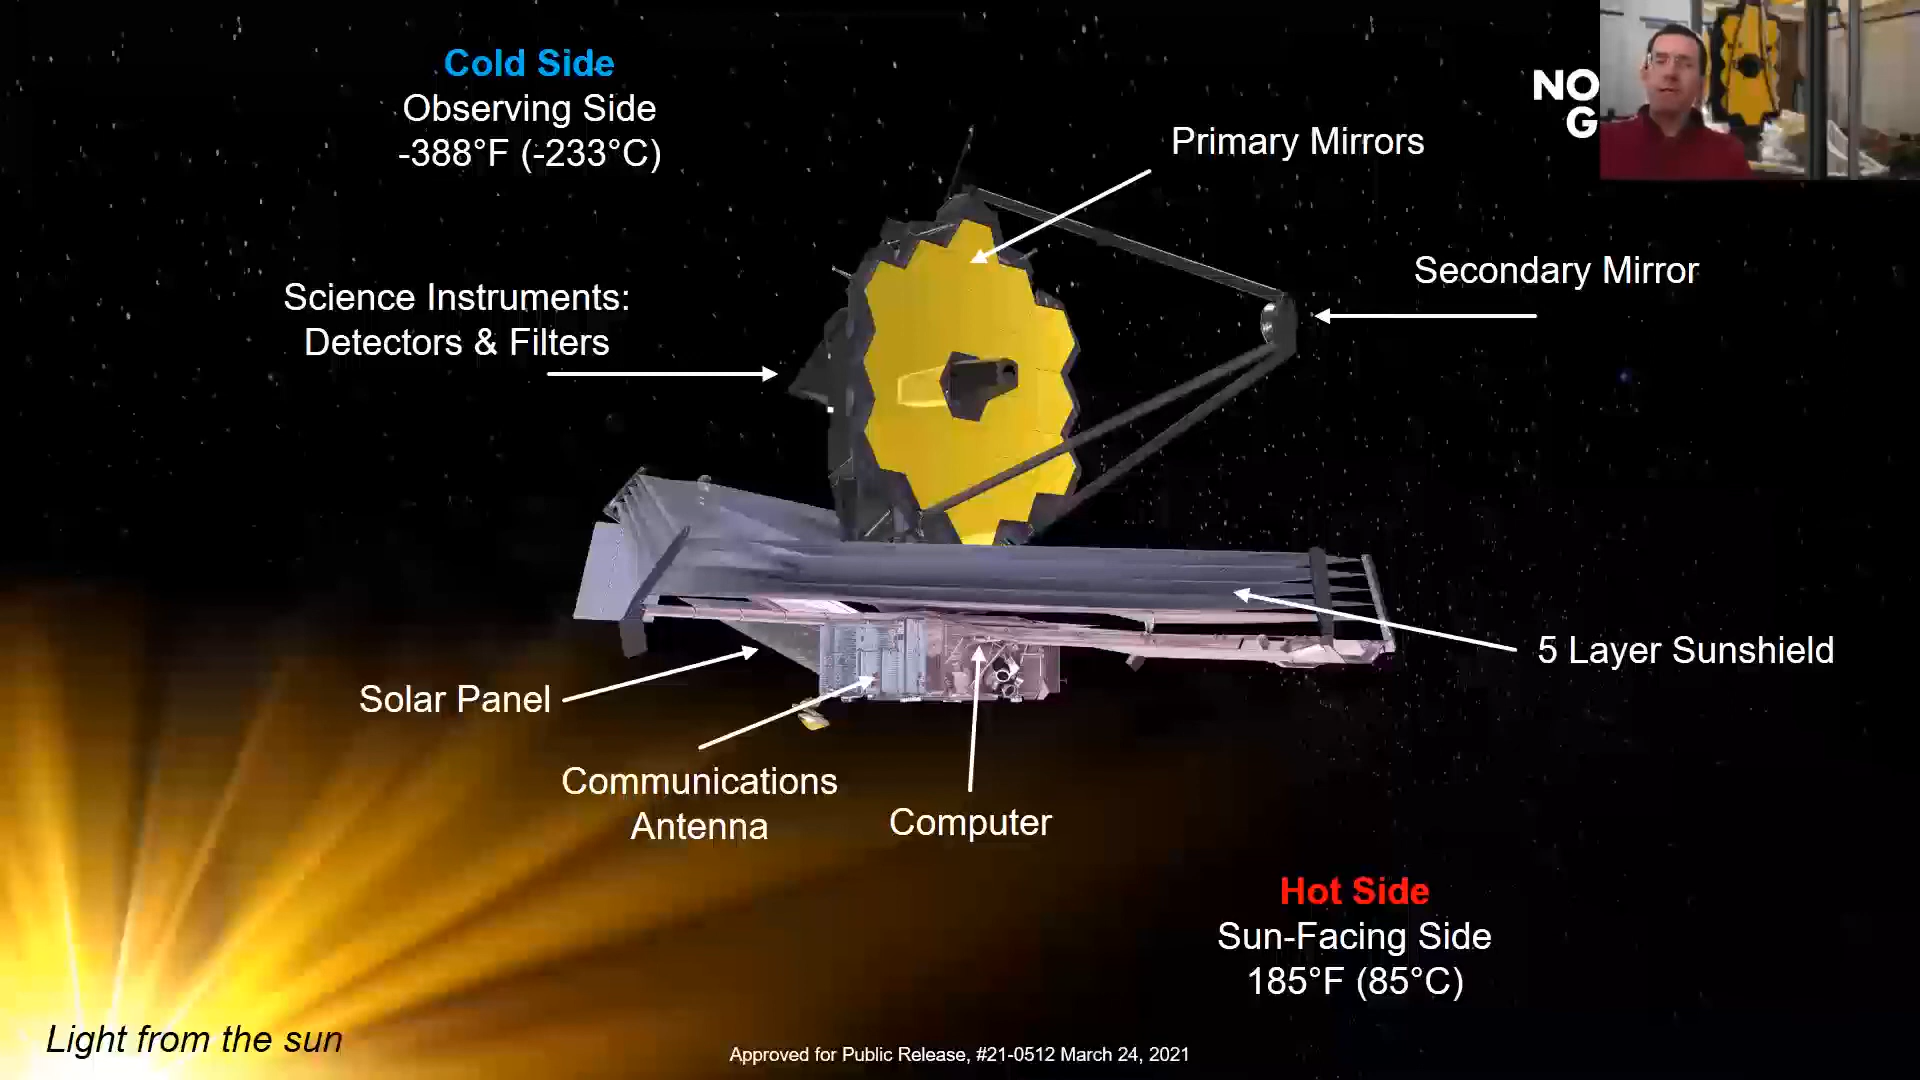 Cold Side
Observing Side
-388°F (-233°C)
NO
G
Primary Mirrors
Secondary Mirror
Science Instruments:
Detectors & Filters
5 Layer Sunshield
Solar Panel
Communications
Antenna
Computer
Hot Side
Sun-Facing Side
185°F (85°C)
Light from the sun
Approved for Public Release, #21-0512 March 24, 2021